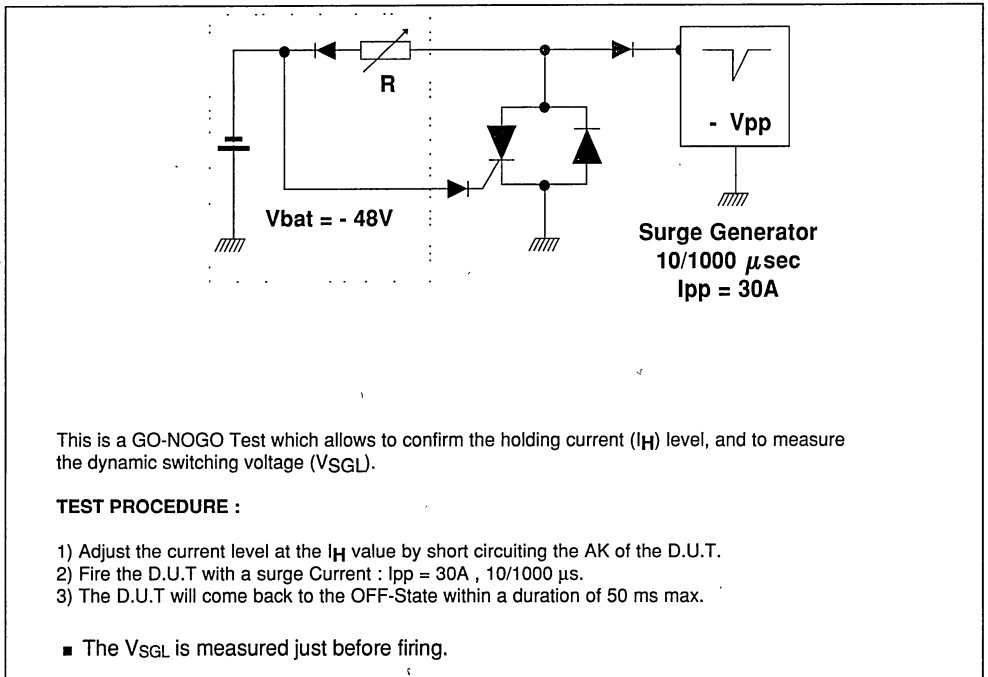 R
- Vpp
Vbat = - 48V
Surge Generator
10/1000 μsec
Ipp = 30A
This is a GO-NOGO Test which allows to confirm the holding current (IH) level, and to measure
the dynamic switching voltage (VSGL).
TEST PROCEDURE :
1) Adjust the current level at the IH value by short circuiting the AK of the D.U.T.
2) Fire the D.U.T with a surge Current : Ipp = 30A , 10/1000 μs.
3) The D.U.T will come back to the OFF-State within a duration of 50 ms max.
■ The VSGL is measured just before firing.